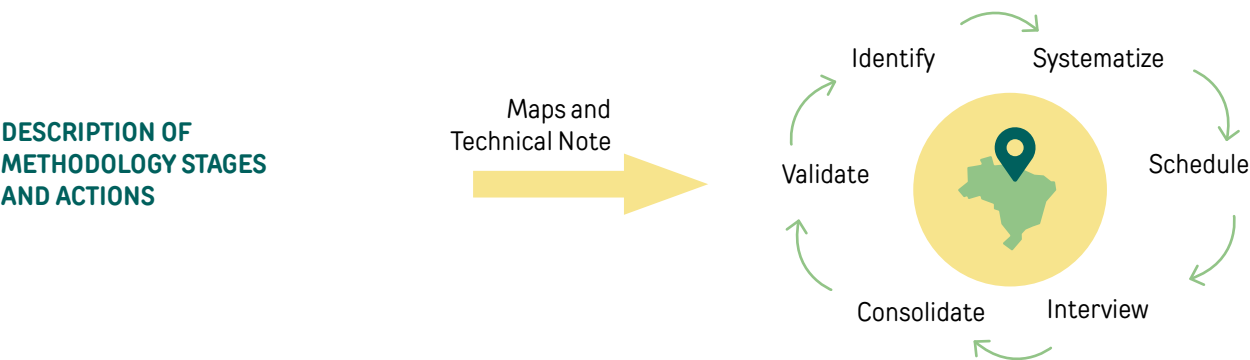 DESCRIPTION OF
METHODOLOGY STAGES
AND ACTIONS
Maps and
Technical Note
Identify
Systematize
Schedule
Interview
Consolidate
Validate